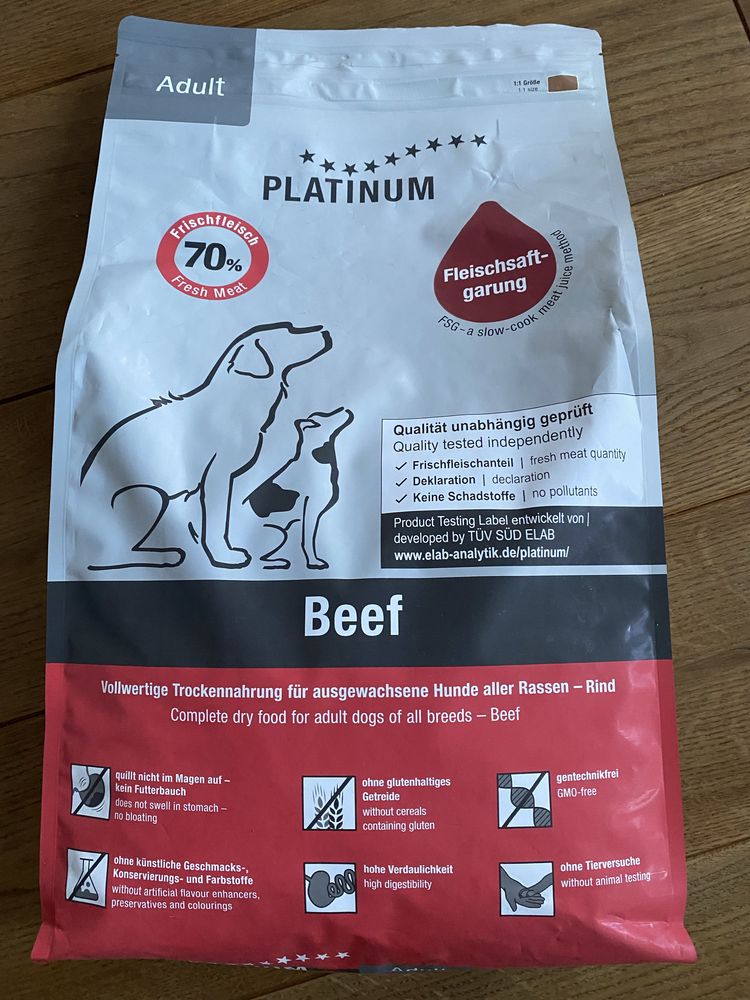 Adult
1:1 Größe
1:1 size
PLATINUM
Frischfleisch
70%
Fresh Meat
Fleischsaft-
garung
FSG - a slow-cook meat juice method
Qualität unabhängig geprüft
Quality tested independently
Frischfleischanteil | fresh meat quantity
Deklaration | declaration
Keine Schadstoffe | no pollutants
Product Testing Label entwickelt von |
developed by TÜV SÜD ELAB
www.elab-analytik.de/platinum/
Beef
Vollwertige Trockennahrung für ausgewachsene Hunde aller Rassen – Rind
Complete dry food for adult dogs of all breeds – Beef
quillt nicht im Magen auf –
kein Futterbauch
does not swell in stomach –
no bloating
ohne glutenhaltiges
Getreide
without cereals
containing gluten
gentechnikfrei
GMO-free
ohne künstliche Geschmacks-,
Konservierungs- und Farbstoffe
without artificial flavour enhancers,
preservatives and colourings
hohe Verdaulichkeit
high digestibility
ohne Tierversuche
without animal testing